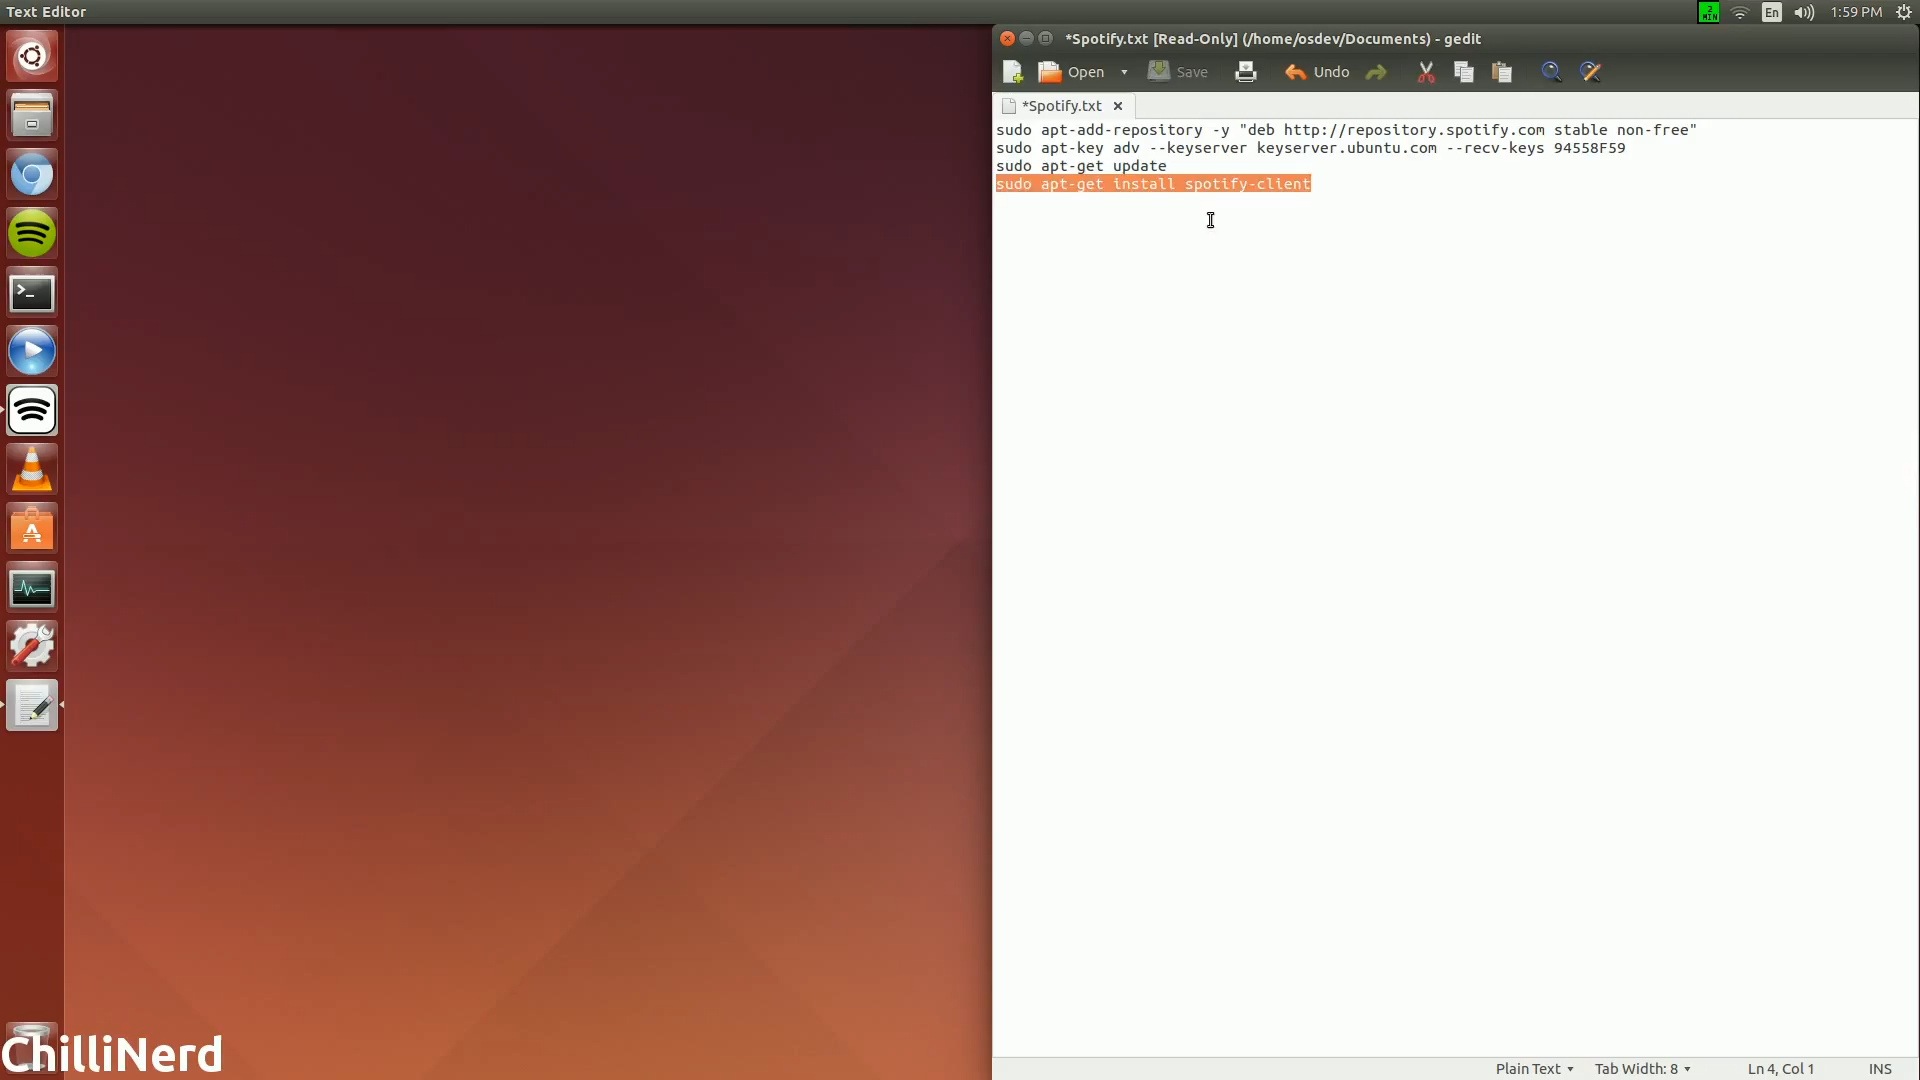 Text Editor
2 MIN
En
1:59 PM
*Spotify.txt [Read-Only] (/home/osdev/Documents) - gedit
Open
Save
Undo
*Spotify.txt
sudo apt-add-repository -y "deb http://repository.spotify.com stable non-free"
sudo apt-key adv --keyserver keyserver.ubuntu.com --recv-keys 94558F59
sudo apt-get update
sudo apt-get install spotify-client
ChilliNerd
Plain Text
Tab Width: 8
Ln 4, Col 1
INS